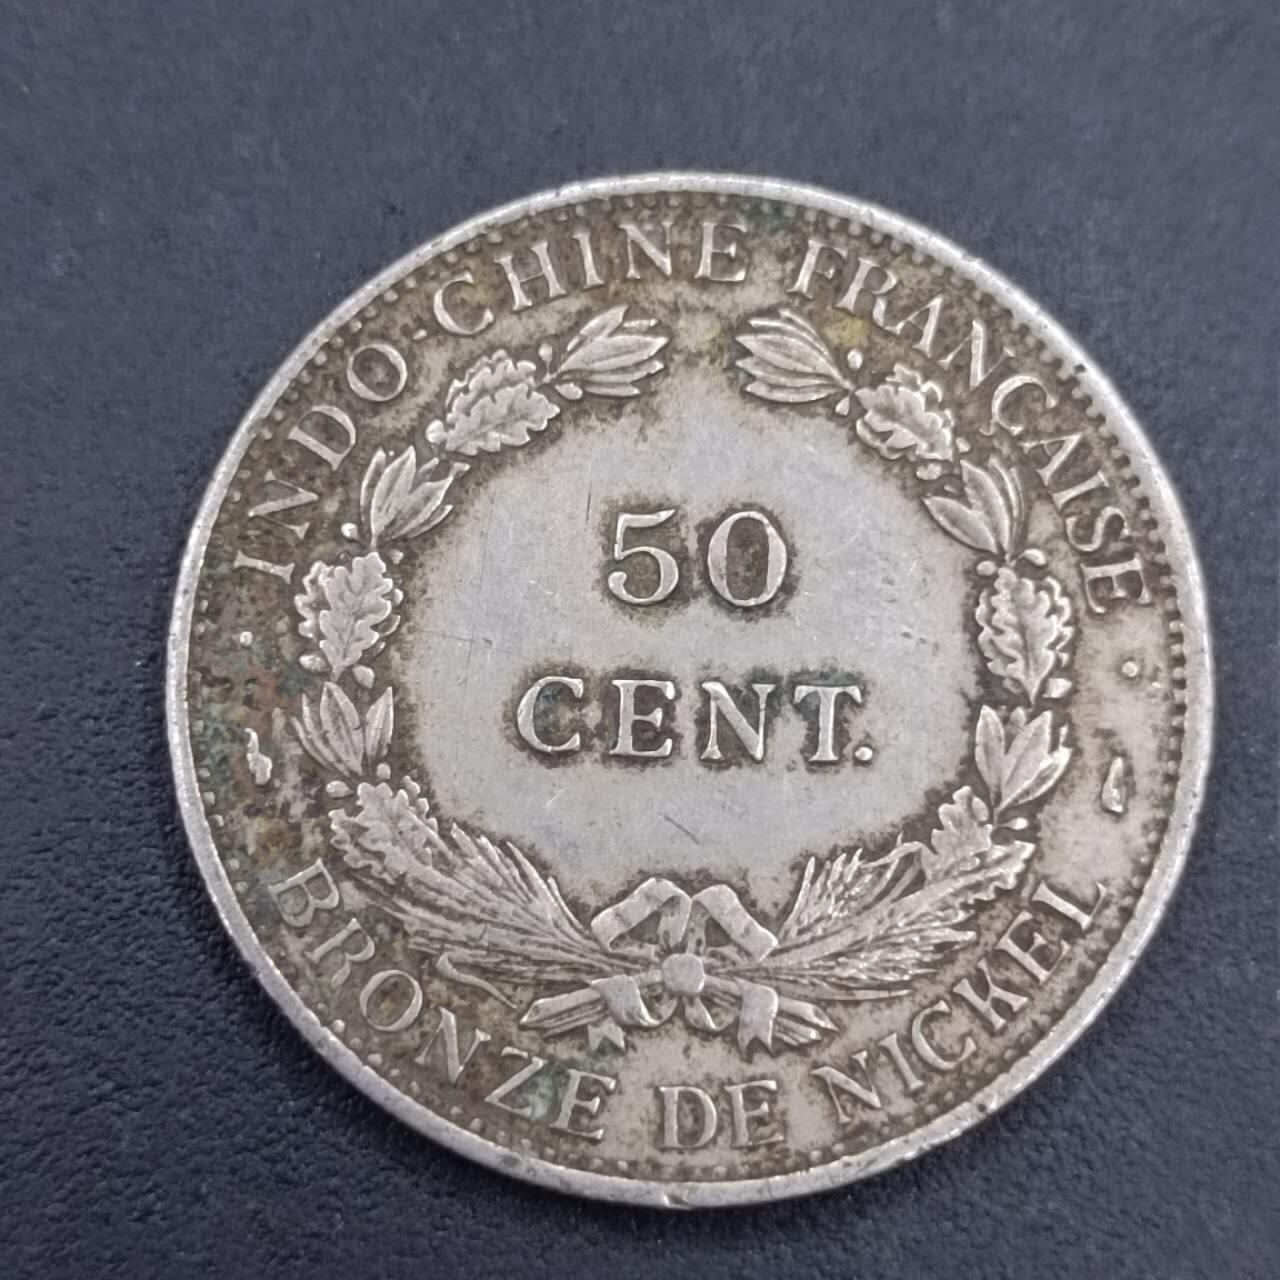 INDO-CHINE FRANÇAISE
50
CENT.
BRONZE DE NICKEL